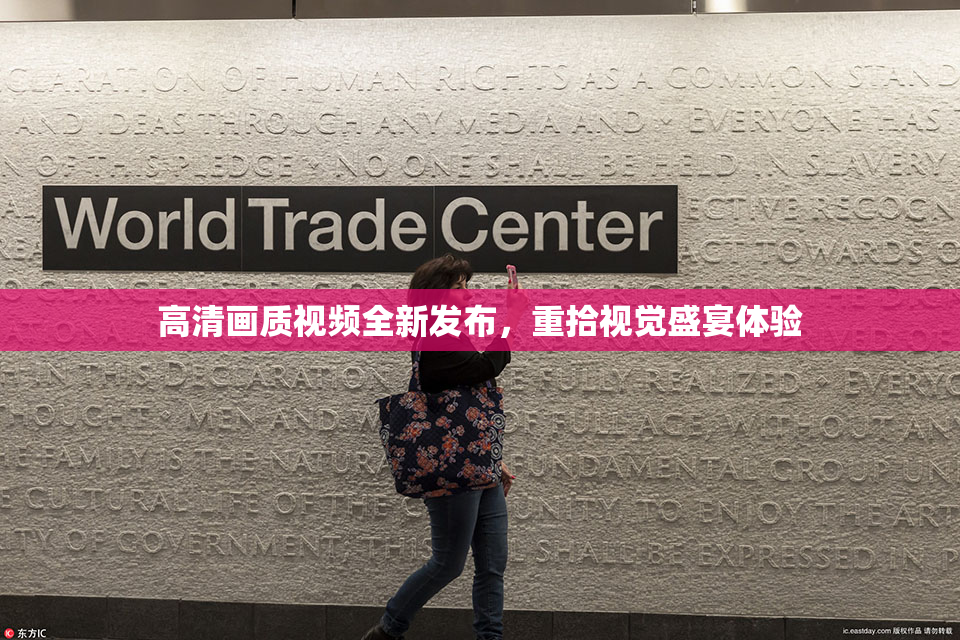 CLARATION OF HUMAN RIGHTS AS A COMMON STAND
AND IDEAS THROUGH ANY MEDIA AND EVERYONE HAS
OF THIS PLEDGE NO ONE SHALL BE HELD IN SLAVERY
World Trade Center
ECTIVE RECOGN
ACT TOWARDS O
高清画质视频全新发布，重拾视觉盛宴体验
IN THIS DECLARATION FULLY REALIZED EVERYO
THOUGHT MEN AND FULL AGE, WITHO
E FAMILY IS THE NATURA FUNDAMENTAL GROUP
E CULTURAL LIFE OF THE UNITY, TO ENJOY THE ART
TY OF GOVERNMENT; THIS SHALL BE EXPRESSED IN P
东方IC
ic.eastday.com 版权作品 请勿转载